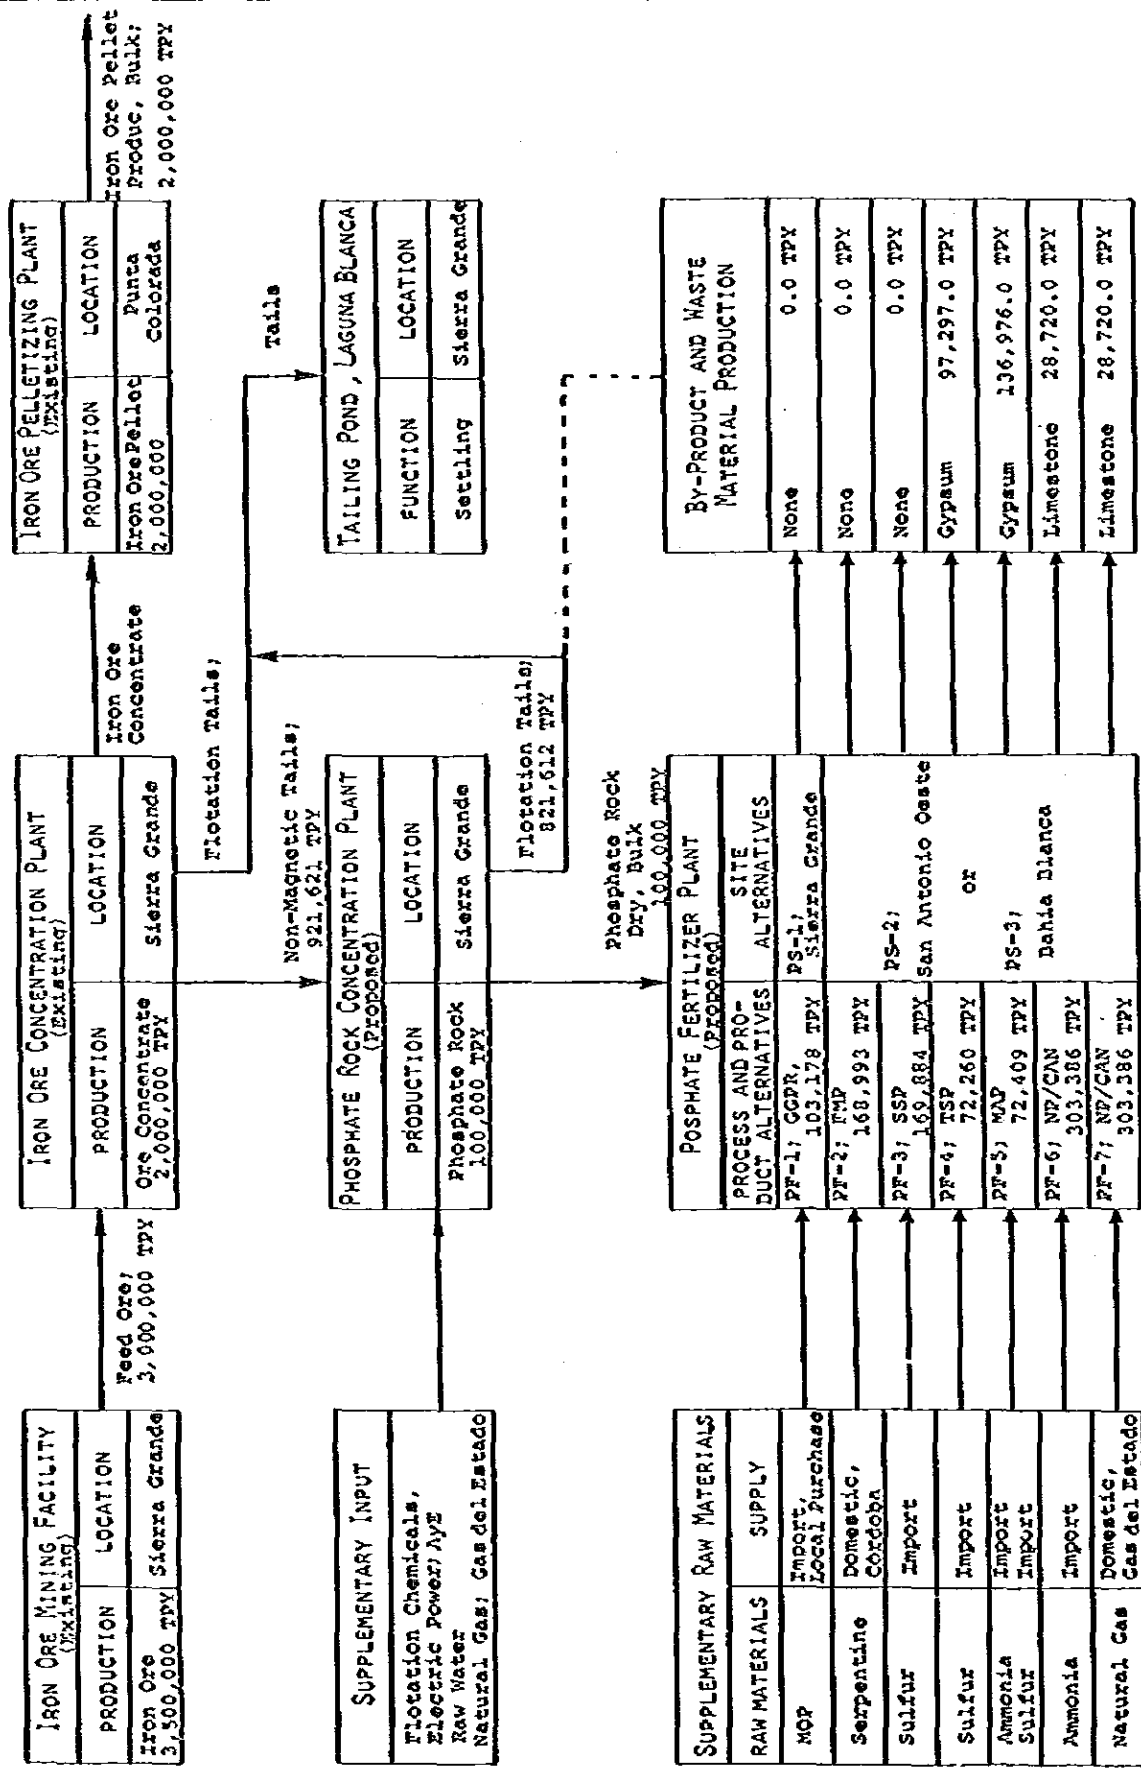 IRON ORE MINING FACILITY
(Existing)
PRODUCTION LOCATION
Iron Ore
3,500,000 TPY Sierra Grande
Feed Ore;
3,000,000 TPY
IRON ORE CONCENTRATION PLANT
(Existing)
PRODUCTION LOCATION
Ore Concentrate
2,000,000 TPY
Sierra Grande
Iron Ore
Concentrate
IRON ORE PELLETIZING PLANT
(Existing)
PRODUCTION LOCATION
Iron Ore Pellet
2,000,000
Punta
Colorada
Iron Ore Pellet
Produc, Bulk;
2,000,000 TPY
Flotation Tails;
Tails
Non-Magnetic Tails;
921,621 TPY
SUPPLEMENTARY INPUT
Flotation Chemicals,
Electric Power; AyE
Raw Water
Natural Gas; Gas del Estado
PHOSPHATE ROCK CONCENTRATION PLANT
(Proposed)
PRODUCTION LOCATION
Phosphate Rock
100,000 TPY
Sierra Grande
Flotation Tails;
821,612 TPY
TAILING POND, LAGUNA BLANCA
FUNCTION LOCATION
Settling Sierra Grande
Phosphate Rock
Dry, Bulk
100,000 TPY
SUPPLEMENTARY RAW MATERIALS
RAW MATERIALS SUPPLY
MOP Import,
Local Purchase
Serpentine Domestic,
Cordoba
Sulfur Import
Sulfur Import
Ammonia Import
Sulfur Import
Ammonia Import
Natural Gas Domestic,
Gas del Estado
POSPHATE FERTILIZER PLANT
(Proposed)
PROCESS AND PRO-
DUCT ALTERNATIVES
SITE
ALTERNATIVES
PF-1; GGPR,
103,178 TPY
PF-2; FMP
168,993 TPY
PF-3; SSP
169,884 TPY
PF-4; TSP
72,260 TPY
PF-5; MAP
72,409 TPY
PF-6; NP/CAN
303,386 TPY
PF-7; NP/CAN
303,386 TPY
PS-1;
Sierra Grande
PS-2;
San Antonio Oeste
or
PS-3;
Bahia Blanca
BY-PRODUCT AND WASTE
MATERIAL PRODUCTION
None 0.0 TPY
None 0.0 TPY
None 0.0 TPY
Gypsum 97,297.0 TPY
Gypsum 136,976.0 TPY
Limestone 28,720.0 TPY
Limestone 28,720.0 TPY